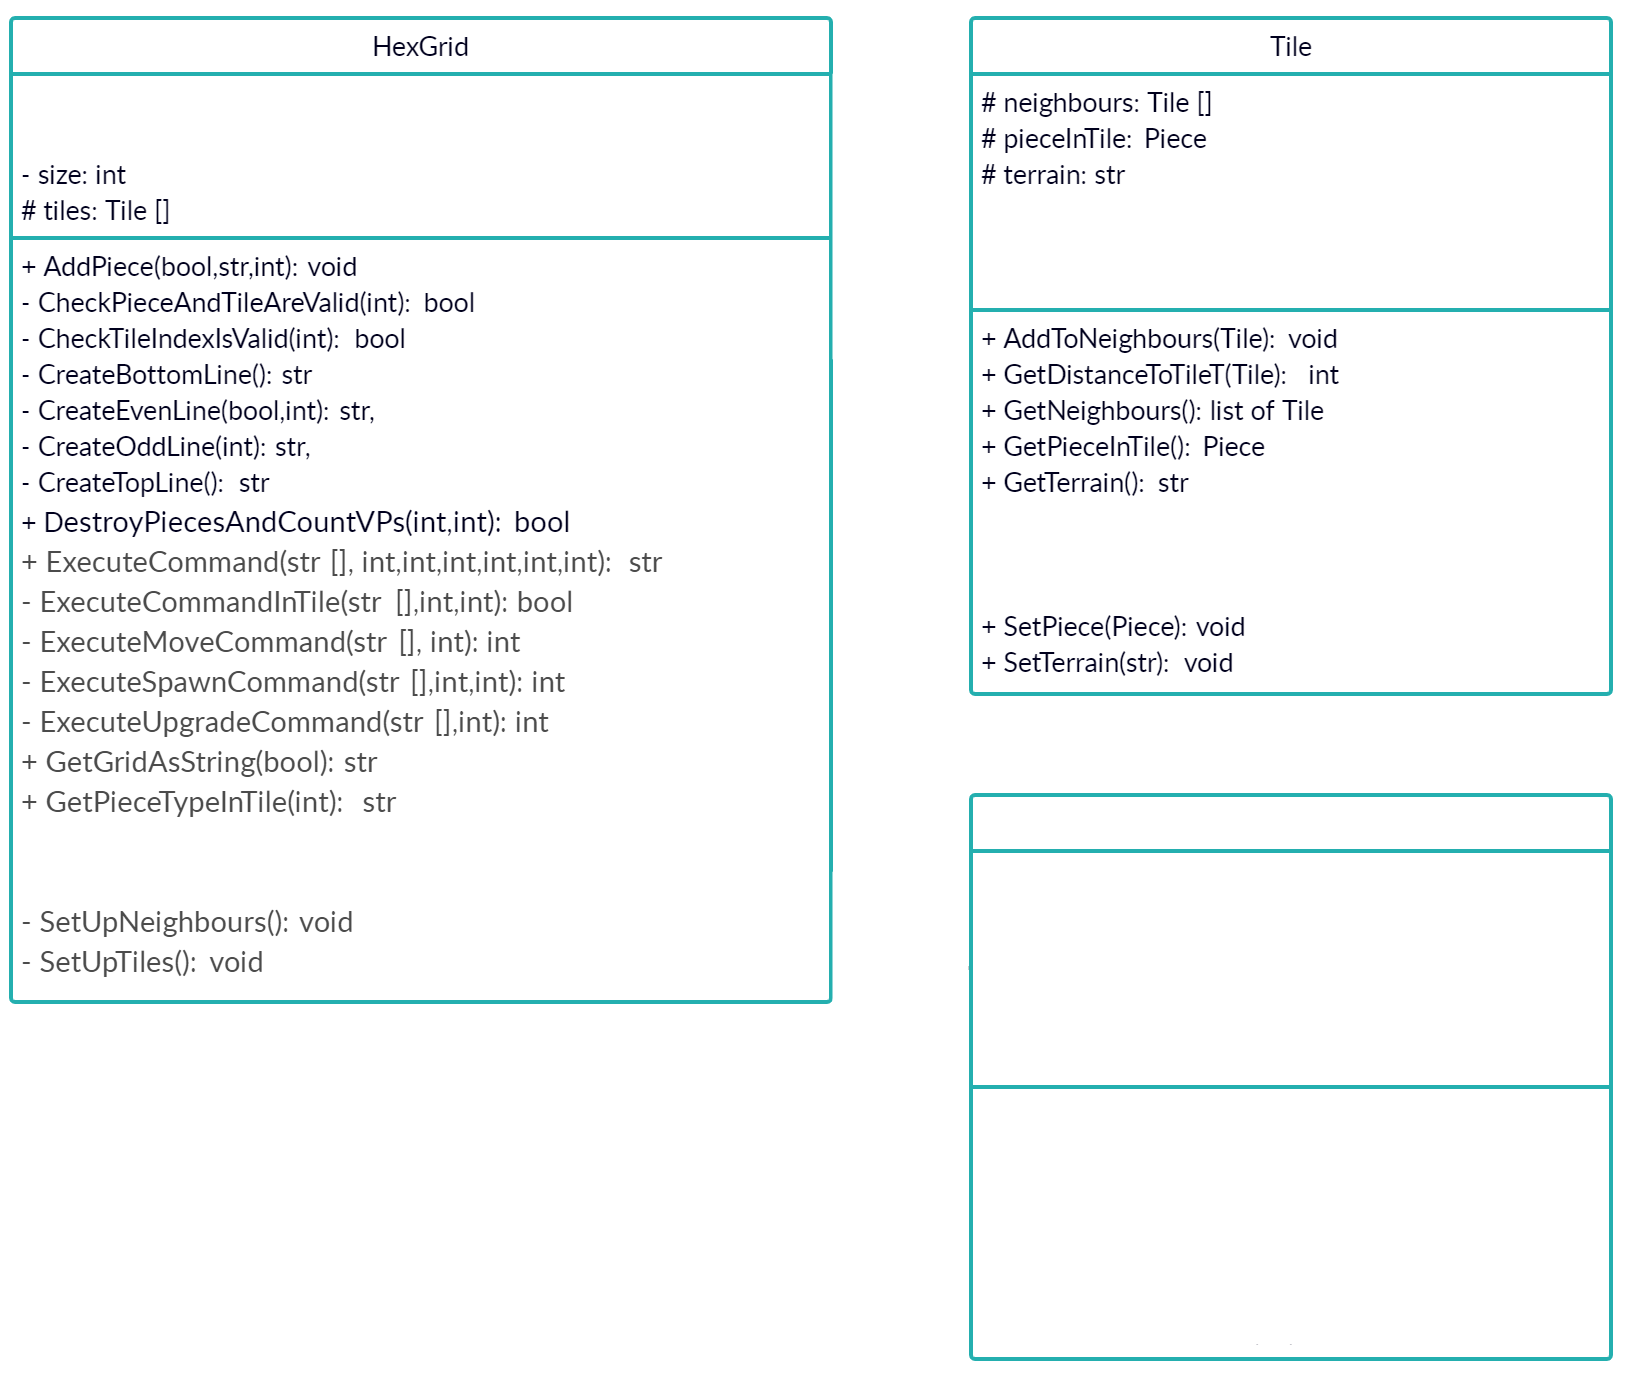 HexGrid
- size: int
# tiles: Tile []
+ AddPiece(bool,str,int): void
- CheckPieceAndTileAreValid(int): bool
- CheckTileIndexIsValid(int): bool
- CreateBottomLine(): str
- CreateEvenLine(bool,int): str,
- CreateOddLine(int): str,
- CreateTopLine(): str
+ DestroyPiecesAndCountVPs(int,int): bool
+ ExecuteCommand(str [], int,int,int,int,int,int): str
- ExecuteCommandInTile(str [],int,int): bool
- ExecuteMoveCommand(str [], int): int
- ExecuteSpawnCommand(str [],int,int): int
- ExecuteUpgradeCommand(str [],int): int
+ GetGridAsString(bool): str
+ GetPieceTypeInTile(int): str
- SetUpNeighbours(): void
- SetUpTiles(): void
Tile
# neighbours: Tile []
# pieceInTile: Piece
# terrain: str
+ AddToNeighbours(Tile): void
+ GetDistanceToTileT(Tile): int
+ GetNeighbours(): list of Tile
+ GetPieceInTile(): Piece
+ GetTerrain(): str
+ SetPiece(Piece): void
+ SetTerrain(str): void